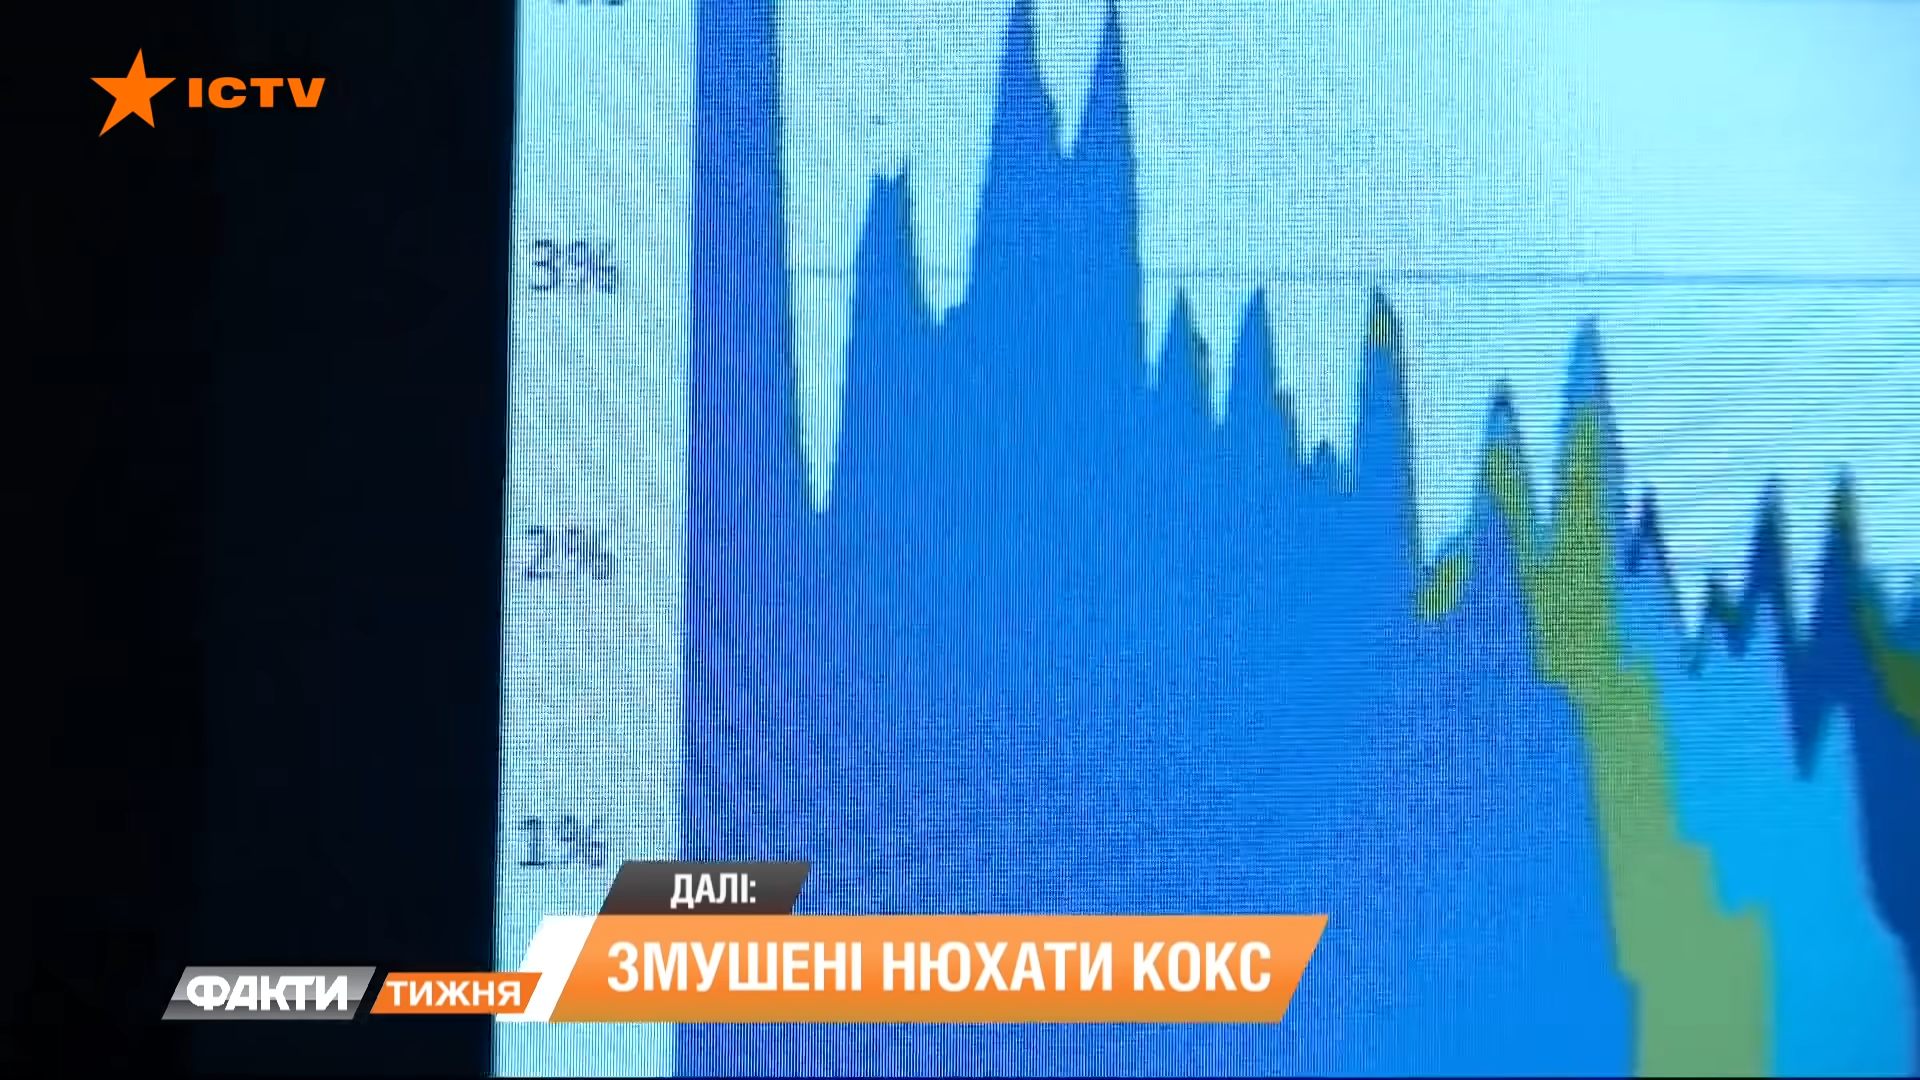 ICTV
3%
2%
1%
ДАЛІ:
ЗМУШЕНІ НЮХАТИ КОКС
ФАКТИ ТИЖНЯ